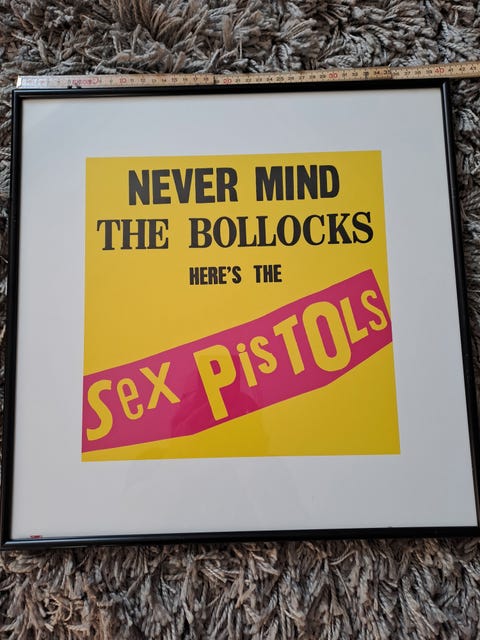 NEVER MIND
THE BOLLOCKS
HERE'S THE
Sex PisTOLs